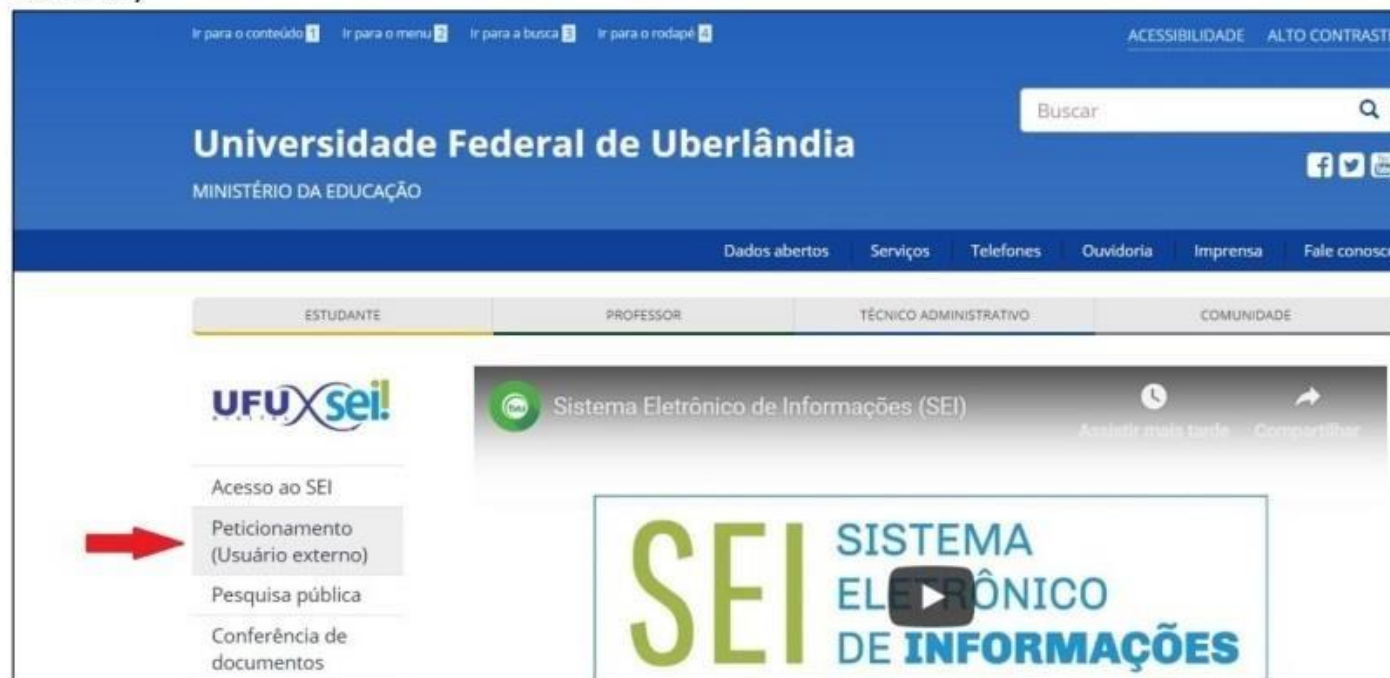 Ir para o conteúdo 1 Ir para o menu 2 Ir para a busca 3 Ir para o rodapé 4
ACESSIBILIDADE ALTO CONTRAST
Buscar
Universidade Federal de Uberlândia
MINISTÉRIO DA EDUCAÇÃO
Dados abertos Serviços Telefones Ouvidoria Imprensa Fale conosc
ESTUDANTE PROFESSOR TÉCNICO ADMINISTRATIVO COMUNIDADE
UFU sei!
Sistema Eletrônico de Informações (SEI)
Assistir mais tarde Compartilhar
Acesso ao SEI
Peticionamento
(Usuário externo)
Pesquisa pública
Conferência de
documentos
SEI
SISTEMA
ELETRÔNICO
DE INFORMAÇÕES